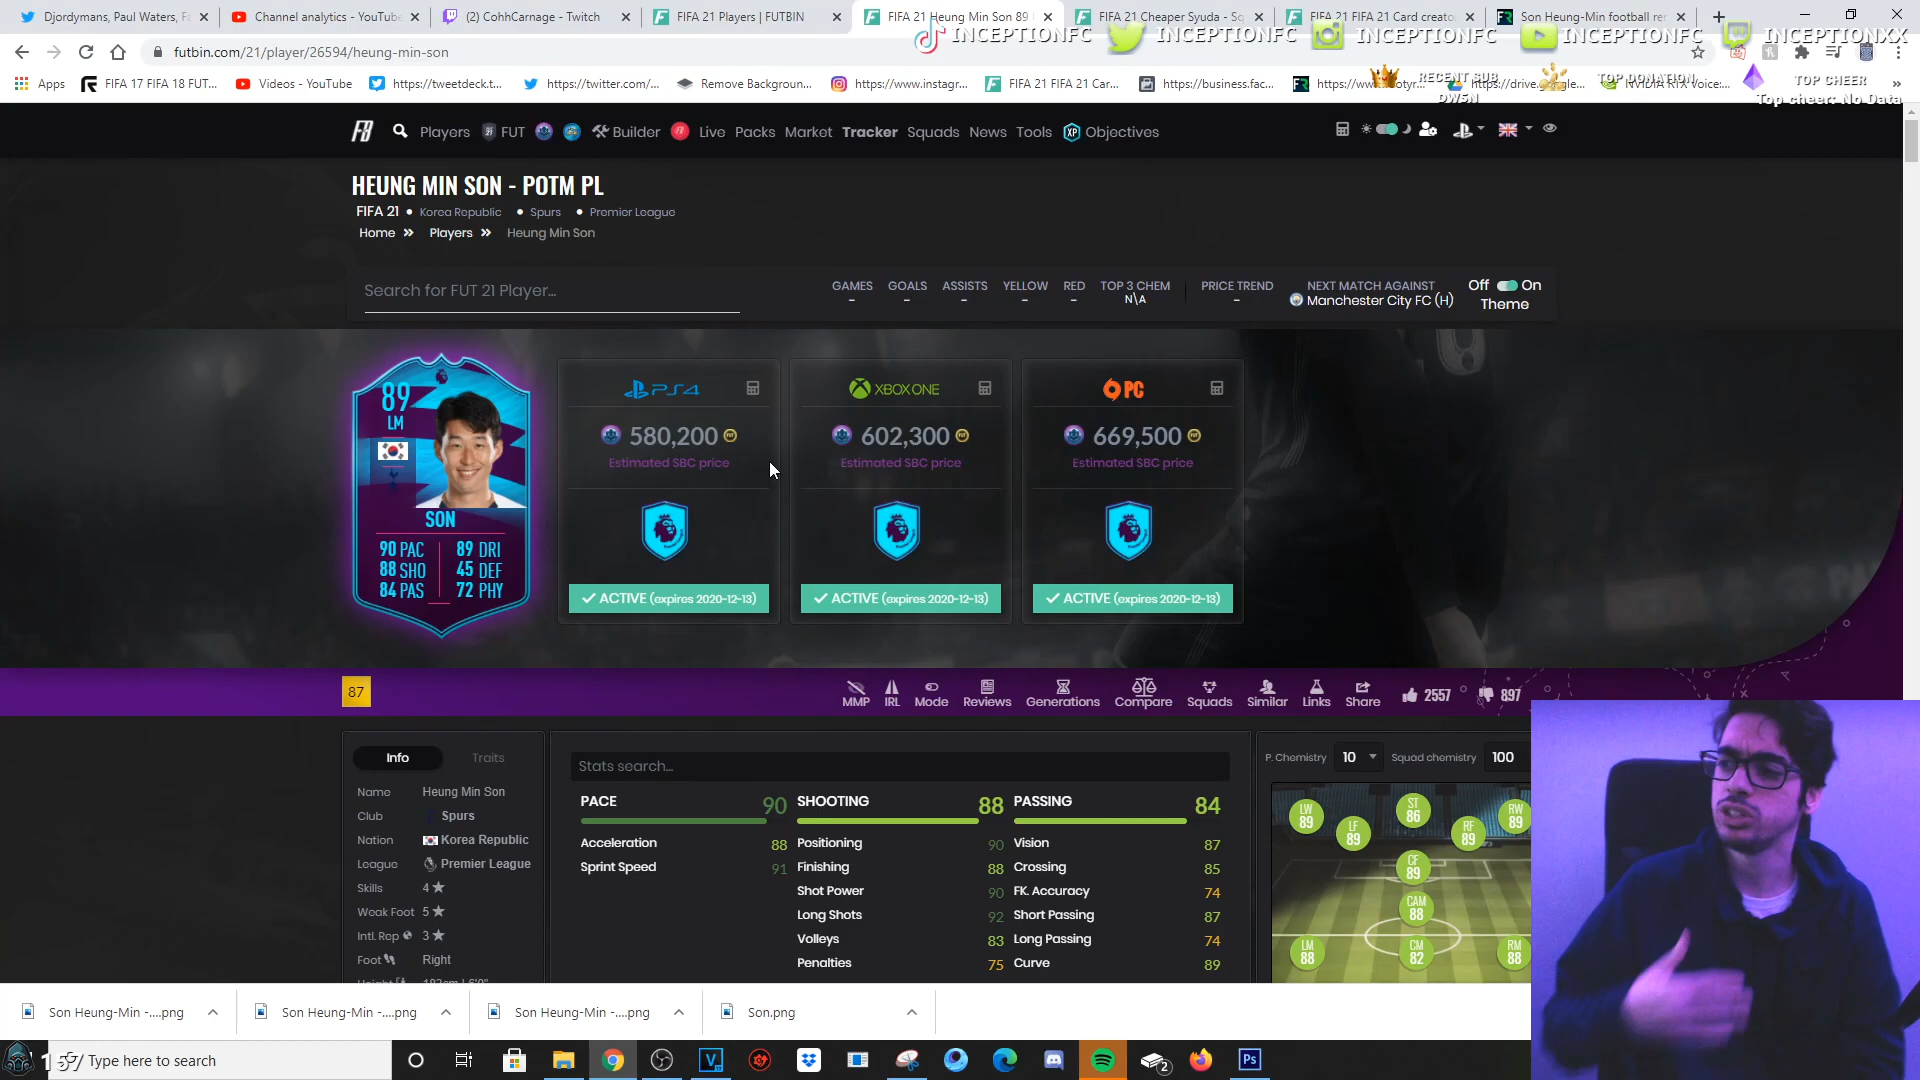 Djordymans, Paul Waters, Fa
Channel analytics - YouTube
(2) CohhCarnage - Twitch
FIFA 21 Players | FUTBIN
FIFA 21 Heung Min Son 89
FIFA 21 Cheaper Syuda - Sq
FIFA 21 FIFA 21 Card creato
Son Heung-Min football ren
futbin.com/21/player/26594/heung-min-son
INCEPTIONFC INCEPTIONFC INCEPTIONFC INCEPTIONFC INCEPTIONXX
Apps
FIFA 17 FIFA 18 FUT...
Videos - YouTube
https://tweetdeck.t...
https://twitter.com/...
Remove Backgroun...
https://www.instagr...
FIFA 21 FIFA 21 Car...
https://business.fac...
NVIDIA RTX Voice:...
RECENT SUB
DW5N
TOP DONATION
TOP CHEER
Top cheer: No Data
Players FUT Builder Live Packs Market Tracker Squads News Tools XP Objectives
HEUNG MIN SON - POTM PL
FIFA 21 • Korea Republic • Spurs • Premier League
Home » Players » Heung Min Son
Search for FUT 21 Player...
GAMES GOALS ASSISTS YELLOW RED TOP 3 CHEM PRICE TREND NEXT MATCH AGAINST
- - - - - N\A - Manchester City FC (H)
Off On
Theme
89
LM
SON
90 PAC 89 DRI
88 SHO 45 DEF
84 PAS 72 PHY
PS4
580,200
Estimated SBC price
ACTIVE (expires 2020-12-13)
XBOX ONE
602,300
Estimated SBC price
ACTIVE (expires 2020-12-13)
PC
669,500
Estimated SBC price
ACTIVE (expires 2020-12-13)
87
MMP IRL Mode Reviews Generations Compare Squads Similar Links Share 2557 897
Info Traits
Name Heung Min Son
Club Spurs
Nation Korea Republic
League Premier League
Skills 4★
Weak Foot 5★
Intl. Rep 3★
Foot Right
Stats search...
PACE 90
Acceleration 88
Sprint Speed 91
SHOOTING 88
Positioning 90
Finishing 88
Shot Power 90
Long Shots 92
Volleys 83
Penalties 75
PASSING 84
Vision 87
Crossing 85
FK. Accuracy 74
Short Passing 87
Long Passing 74
Curve 89
P. Chemistry 10 Squad chemistry 100
LW 89
ST 86
RW 89
LF 89
RF 89
CF 89
CAM 88
LM 88
CM 82
RM 88
Son Heung-Min -....png
Son Heung-Min -....png
Son Heung-Min -....png
Son.png
157
Type here to search
2
Ps